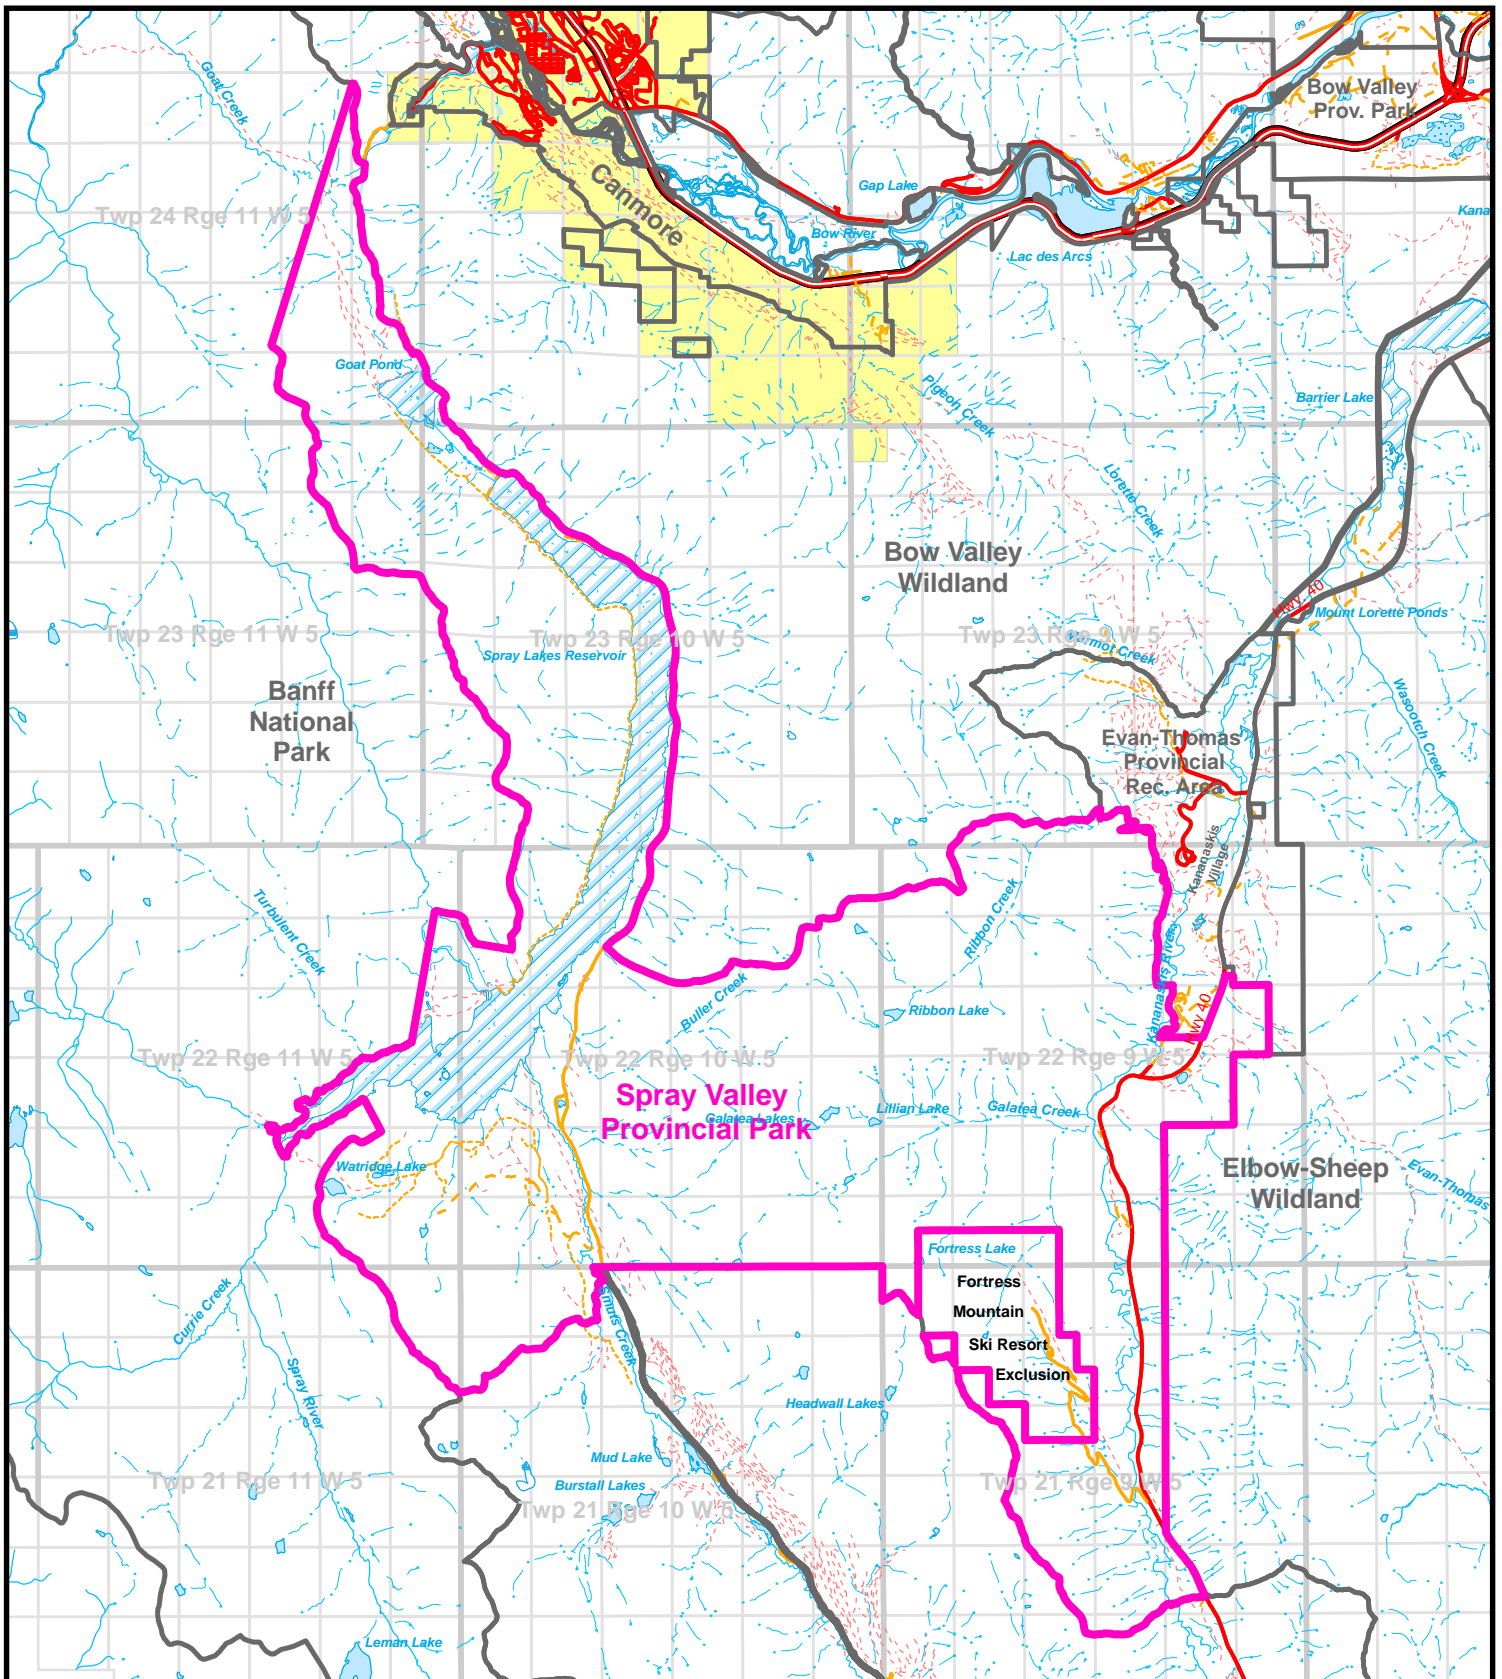 Goat Creek
Bow Valley
Prov. Park
Canmore
Gap Lake
Twp 24 Rge 11 W 5
Kana
Bow River
Lac des Arcs
Goat Pond
Pigeon Creek
Barrier Lake
Lorette Creek
Bow Valley
Wildland
Hwy. 40
Mount Lorette Ponds
Twp 23 Rge 11 W 5
Twp 23 Rge 10 W 5
Twp 23 Rge 9 W 5
Marmot Creek
Spray Lakes Reservoir
Banff
National
Park
Wasootch Creek
Evan-Thomas
Provincial
Rec. Area
Kananaskis
Village
Turbulent Creek
Ribbon Creek
Buller Creek
Ribbon Lake
Kananaskis River
Hwy 40
Twp 22 Rge 11 W 5
Twp 22 Rge 10 W 5
Twp 22 Rge 9 W 5
Spray Valley
Provincial Park
Galatea Lakes
Lillian Lake
Galatea Creek
Watridge Lake
Elbow-Sheep
Wildland
Evan-Thomas
Fortress Lake
Fortress
Mountain
Ski Resort
Exclusion
Currie Creek
Smuts Creek
Spray River
Headwall Lakes
Mud Lake
Burstall Lakes
Twp 21 Rge 11 W 5
Twp 21 Rge 10 W 5
Twp 21 Rge 9 W 5
Leman Lake